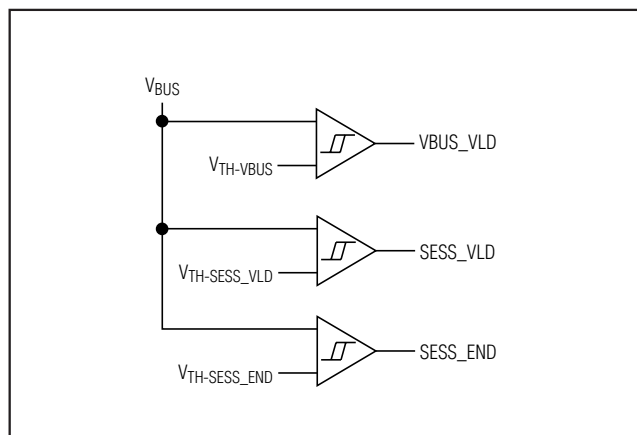 VBUS
VBUS_VLD
VTH-VBUS
SESS_VLD
VTH-SESS_VLD
SESS_END
VTH-SESS_END